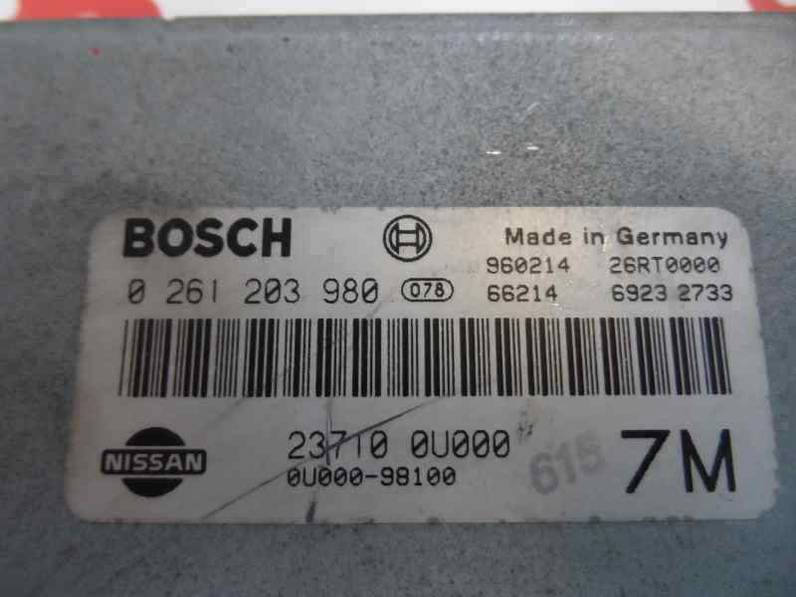 BOSCH
Made in Germany
960214 26RT0000
0 261 203 980 078 66214 6923 2733
NISSAN
23710 0U000
0U000-98100
615
7M